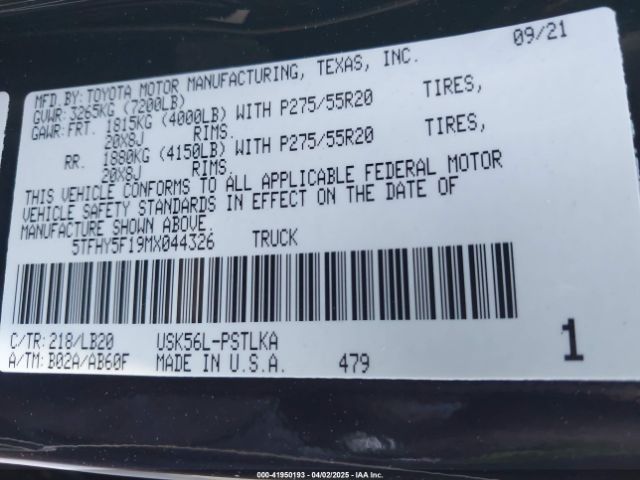 09/21
MFD.BY:TOYOTA MOTOR MANUFACTURING, TEXAS, INC.
GVWR:3265KG (7200LB)
GAWR:FRT. 1815KG (4000LB) WITH P275/55R20 TIRES,
20X8J RIMS.
RR. 1880KG (4150LB) WITH P275/55R20 TIRES,
20X8J RIMS.
THIS VEHICLE CONFORMS TO ALL APPLICABLE FEDERAL MOTOR
VEHICLE SAFETY STANDARDS IN EFFECT ON THE DATE OF
MANUFACTURE SHOWN ABOVE.
5TFHY5F19MX044326 TRUCK
C/TR:218/LB20 USK56L-PSTLKA
A/TM:B02A/AB60F MADE IN U.S.A. 479
1
000-41950193 - 04/02/2025 - IAA Inc.